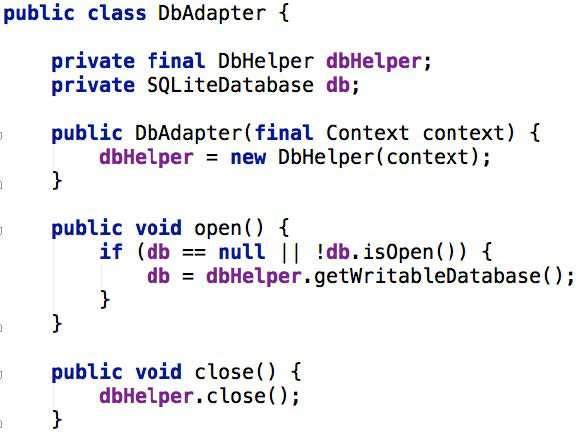 public class DbAdapter {
    private final DbHelper dbHelper;
    private SQLiteDatabase db;
    public DbAdapter(final Context context) {
        dbHelper = new DbHelper(context);
    }
    public void open() {
        if (db == null || !db.isOpen()) {
            db = dbHelper.getWritableDatabase();
        }
    }
    public void close() {
        dbHelper.close();
    }